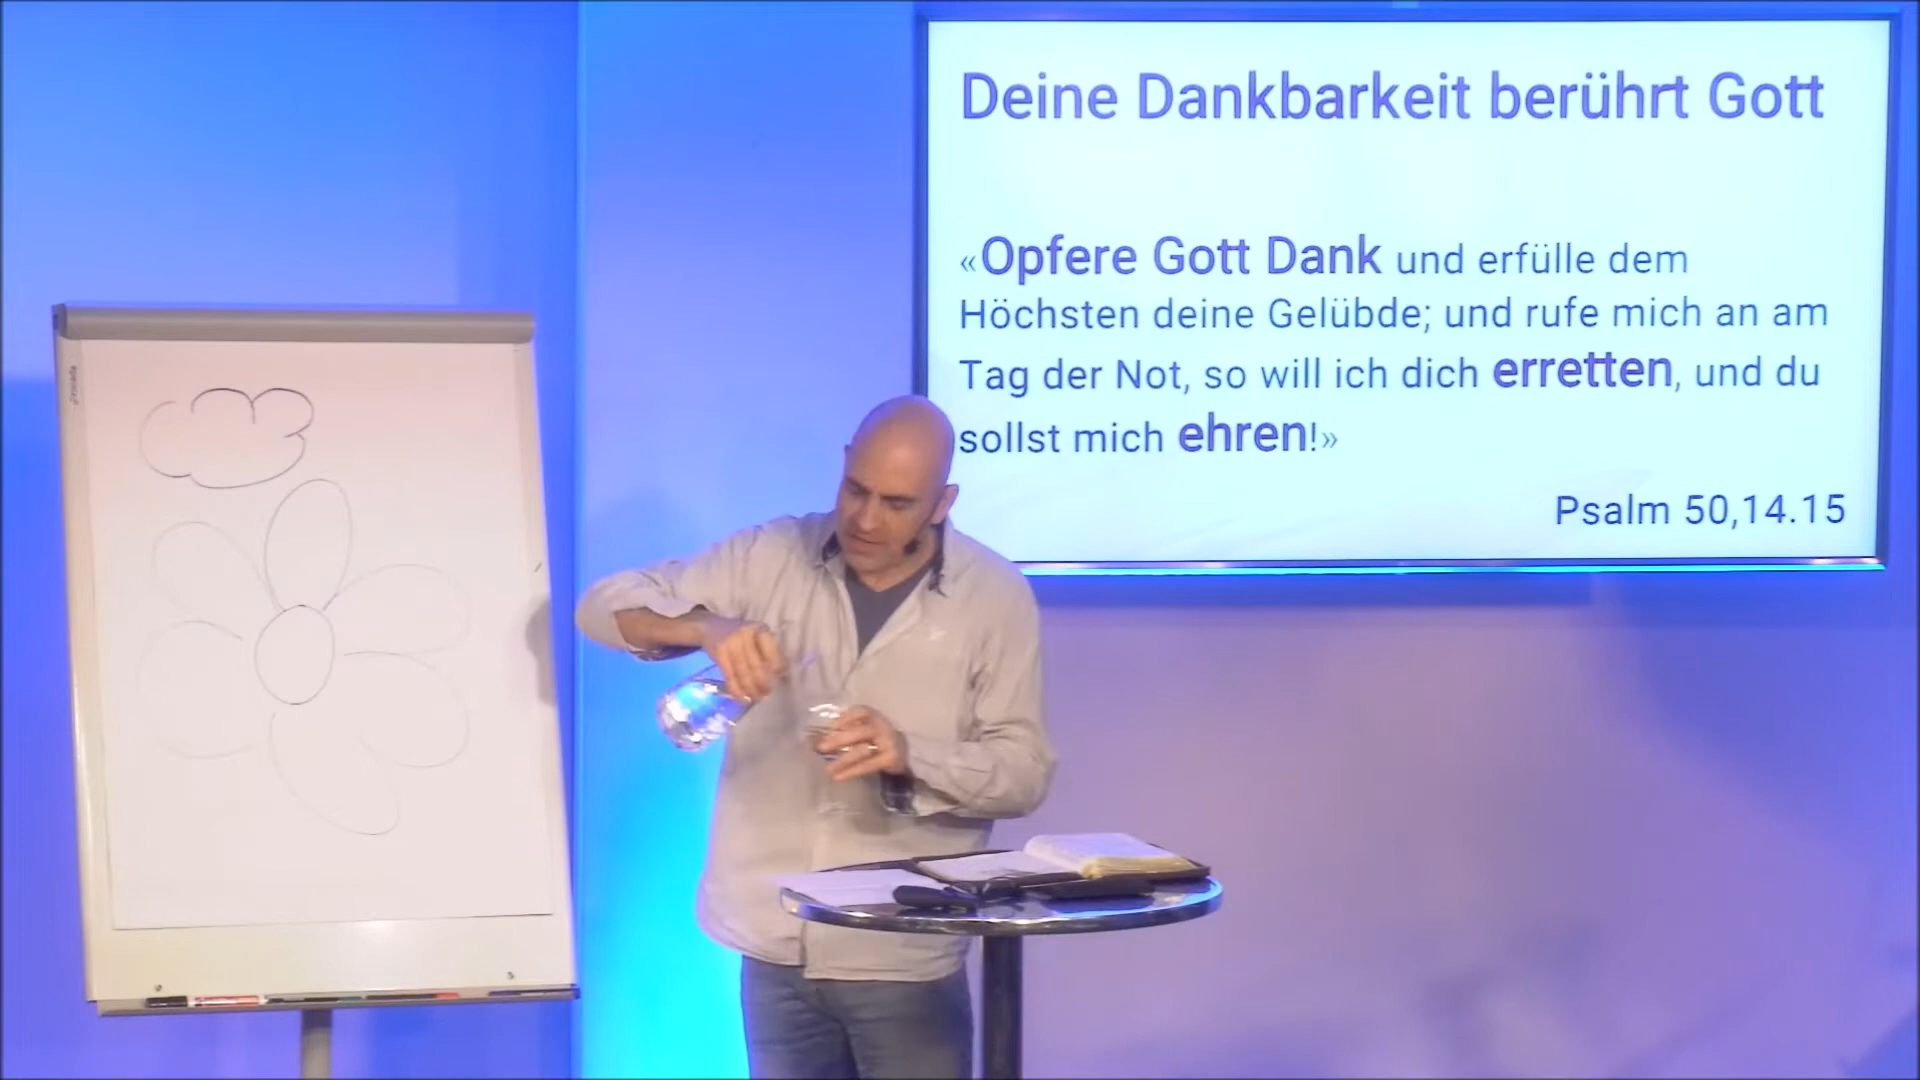 Deine Dankbarkeit berührt Gott
«Opfere Gott Dank und erfülle dem
Höchsten deine Gelübde; und rufe mich an am
Tag der Not, so will ich dich erretten, und du
sollst mich ehren!»
Psalm 50,14.15